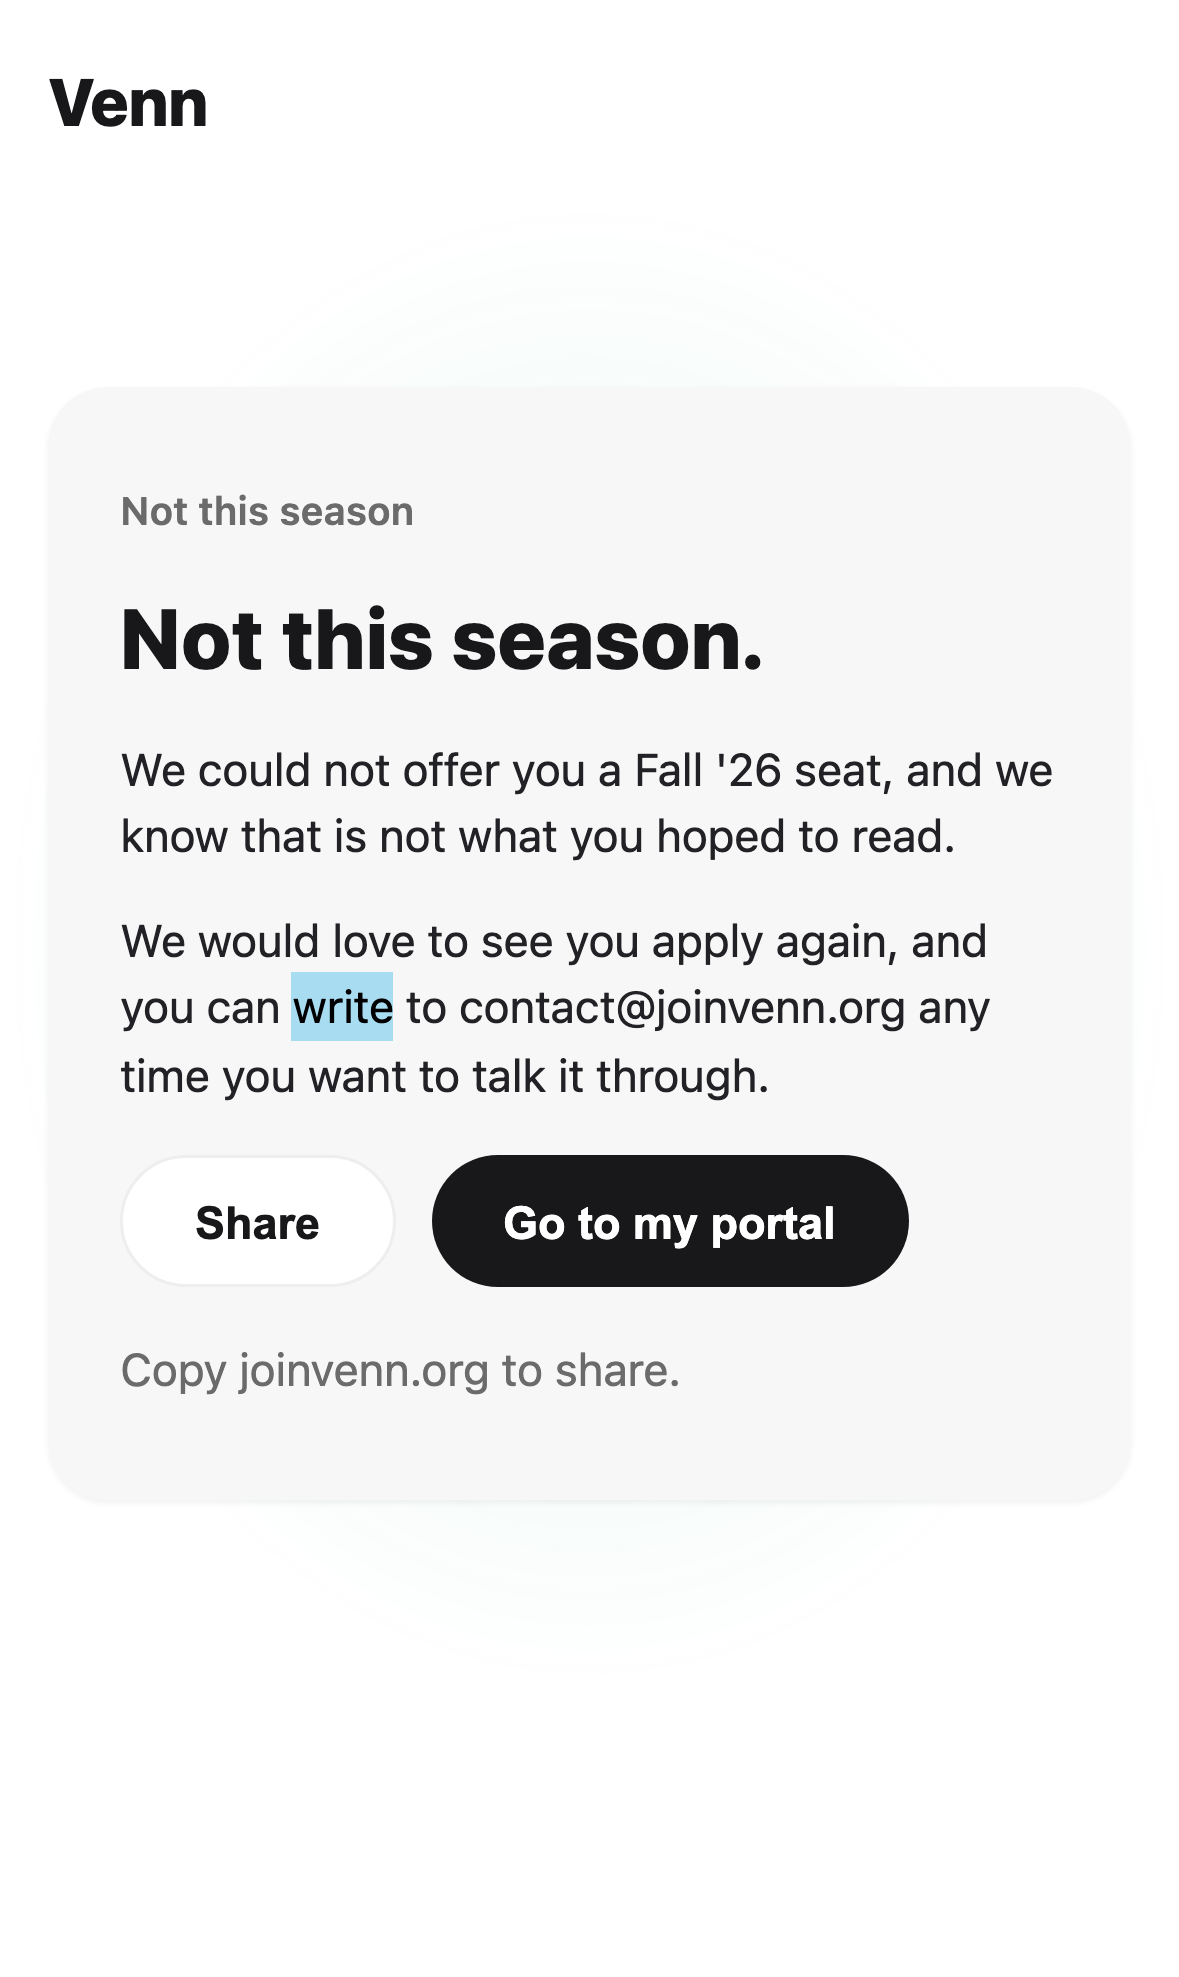 Venn
Not this season
Not this season.
We could not offer you a Fall '26 seat, and we
know that is not what you hoped to read.
We would love to see you apply again, and
you can write to contact@joinvenn.org any
time you want to talk it through.
Share
Go to my portal
Copy joinvenn.org to share.